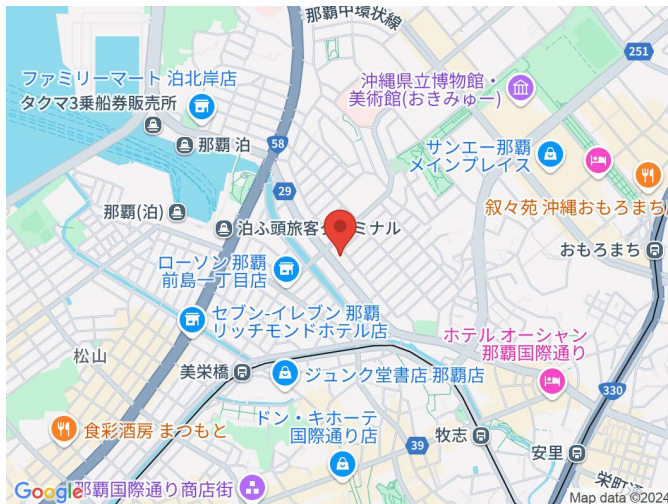 那覇中環状線
251
沖縄県立博物館・
美術館(おきみゅー)
ファミリーマート 泊北岸店
タクマ3乗船券販売所
那覇 泊
58
サンエー那覇
メインプレイス
29
叙々苑 沖縄おもろまち
那覇(泊)
泊ふ頭旅客ターミナル
おもろまち
ローソン 那覇
前島一丁目店
セブン-イレブン 那覇
リッチモンドホテル店
ホテル オーシャン
那覇国際通り
松山
美栄橋
ジュンク堂書店 那覇店
330
ドン・キホーテ
国際通り店
食彩酒房 まつもと
39
牧志
安里
栄町
Google
那覇国際通り商店街
Map data ©2024